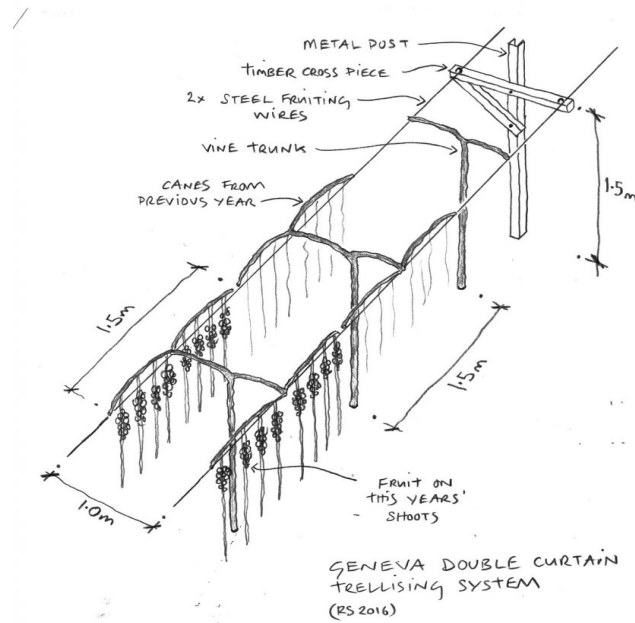 METAL POST
TIMBER CROSS PIECE
2x STEEL FRUITING
WIRES
VINE TRUNK
CANES FROM
PREVIOUS YEAR
1.5m
1.5m
1.5m
1.0m
FRUIT ON
THIS YEARS'
SHOOTS
GENEVA DOUBLE CURTAIN
TRELLISING SYSTEM
(RS 2016)